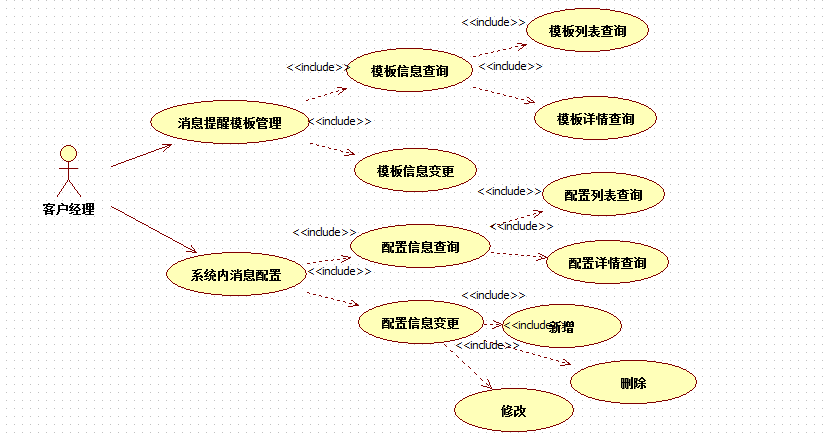 <<include>>
模板列表查询
<<include>>
模板信息查询
<<include>>
消息提醒模板管理
<<include>>
模板详情查询
模板信息变更
客户经理
<<include>>
配置列表查询
<<include>>
<<include>>
配置信息查询
系统内消息配置
<<include>>
配置详情查询
<<include>>
配置信息变更
<<include>>
新增
<<include>>
删除
修改